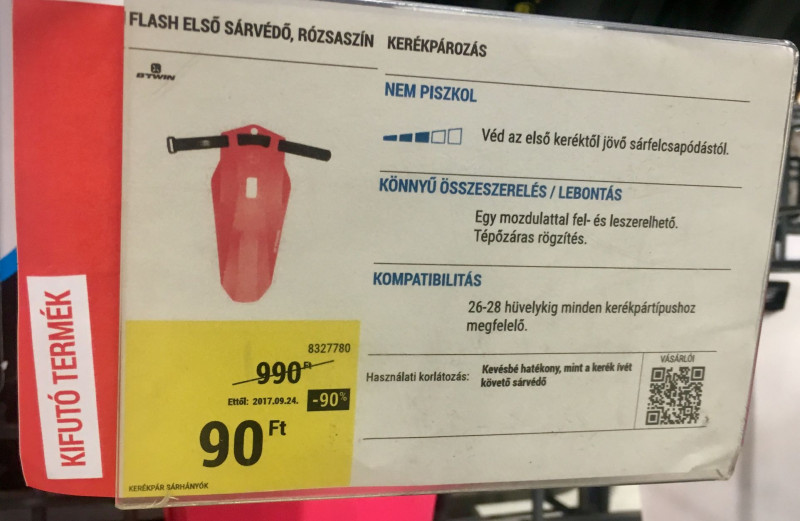 KIFUTÓ TERMÉK
FLASH ELSŐ SÁRVÉDŐ, RÓZSASZÍN
BTWIN
8327780
990 Ft
Ettől: 2017.09.24.
-90%
90 Ft
KERÉKPÁR SÁRHÁNYÓK
KERÉKPÁROZÁS
NEM PISZKOL
Véd az első keréktől jövő sárfelcsapódástól.
KÖNNYŰ ÖSSZESZERELÉS / LEBONTÁS
Egy mozdulattal fel- és leszerelhető.
Tépőzáras rögzítés.
KOMPATIBILITÁS
26-28 hüvelykig minden kerékpártípushoz
megfelelő.
Használati korlátozás:
Kevésbé hatékony, mint a kerék ívét
követő sárvédő